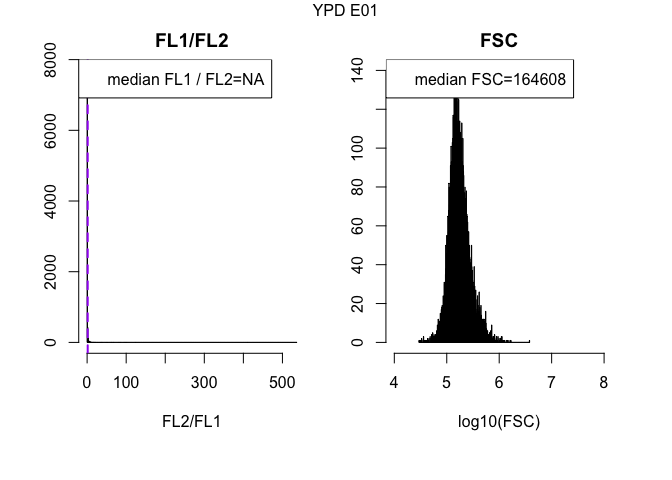 YPD E01
FL1/FL2
median FL1 / FL2=NA
0 2000 4000 6000 8000
0 100 300 500
FL2/FL1
FSC
median FSC=164608
0 20 40 60 80 100 140
4 5 6 7 8
log10(FSC)